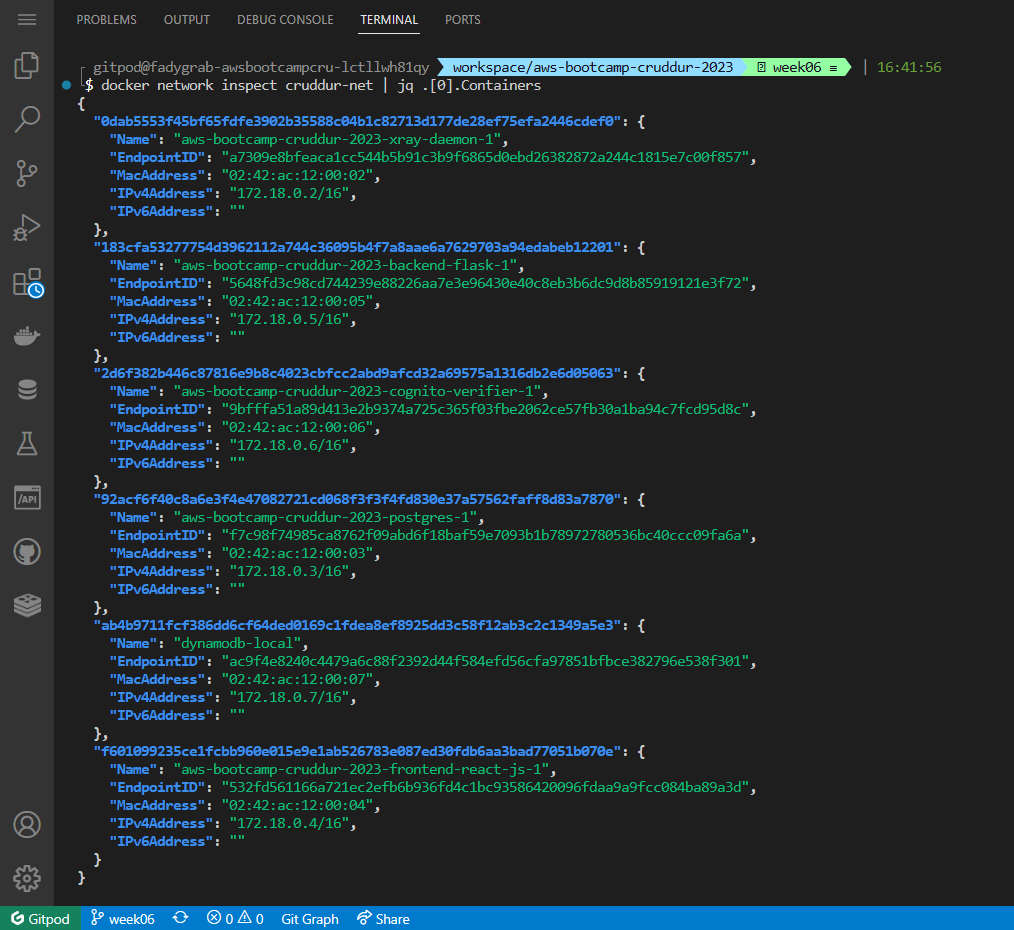 PROBLEMS OUTPUT DEBUG CONSOLE TERMINAL PORTS
gitpod@fadygrab-awsbootcampcru-lctllwh81qy workspace/aws-bootcamp-cruddur-2023 week06 ≡ | 16:41:56
$ docker network inspect cruddur-net | jq .[0].Containers
{
"0dab5553f45bf65fdfe3902b35588c04b1c82713d177de28ef75efa2446cdef0": {
"Name": "aws-bootcamp-cruddur-2023-xray-daemon-1",
"EndpointID": "a7309e8bfeaca1cc544b5b91c3b9f6865d0ebd26382872a244c1815e7c00f857",
"MacAddress": "02:42:ac:12:00:02",
"IPv4Address": "172.18.0.2/16",
"IPv6Address": ""
},
"183cfa53277754d3962112a744c36095b4f7a8aae6a7629703a94edabeb12201": {
"Name": "aws-bootcamp-cruddur-2023-backend-flask-1",
"EndpointID": "5648fd3c98cd744239e88226aa7e3e96430e40c8eb3b6dc9d8b85919121e3f72",
"MacAddress": "02:42:ac:12:00:05",
"IPv4Address": "172.18.0.5/16",
"IPv6Address": ""
},
"2d6f382b446c87816e9b8c4023cbfcc2abd9afcd32a69575a1316db2e6d05063": {
"Name": "aws-bootcamp-cruddur-2023-cognito-verifier-1",
"EndpointID": "9bfffa51a89d413e2b9374a725c365f03fbe2062ce57fb30a1ba94c7fcd95d8c",
"MacAddress": "02:42:ac:12:00:06",
"IPv4Address": "172.18.0.6/16",
"IPv6Address": ""
},
"92acf6f40c8a6e3f4e47082721cd068f3f3f4fd830e37a57562faff8d83a7870": {
"Name": "aws-bootcamp-cruddur-2023-postgres-1",
"EndpointID": "f7c98f74985ca8762f09abd6f18baf59e7093b1b78972780536bc40ccc09fa6a",
"MacAddress": "02:42:ac:12:00:03",
"IPv4Address": "172.18.0.3/16",
"IPv6Address": ""
},
"ab4b9711fcf386dd6cf64ded0169c1fdea8ef8925dd3c58f12ab3c2c1349a5e3": {
"Name": "dynamodb-local",
"EndpointID": "ac9f4e8240c4479a6c88f2392d44f584efd56cfa97851bfbce382796e538f301",
"MacAddress": "02:42:ac:12:00:07",
"IPv4Address": "172.18.0.7/16",
"IPv6Address": ""
},
"f601099235ce1fcbb960e015e9e1ab526783e087ed30fdb6aa3bad77051b070e": {
"Name": "aws-bootcamp-cruddur-2023-frontend-react-js-1",
"EndpointID": "532fd561166a721ec2efb6b936fd4c1bc93586420096fdaa9a9fcc084ba89a3d",
"MacAddress": "02:42:ac:12:00:04",
"IPv4Address": "172.18.0.4/16",
"IPv6Address": ""
}
}
/API
Gitpod week06 0 0 Git Graph Share